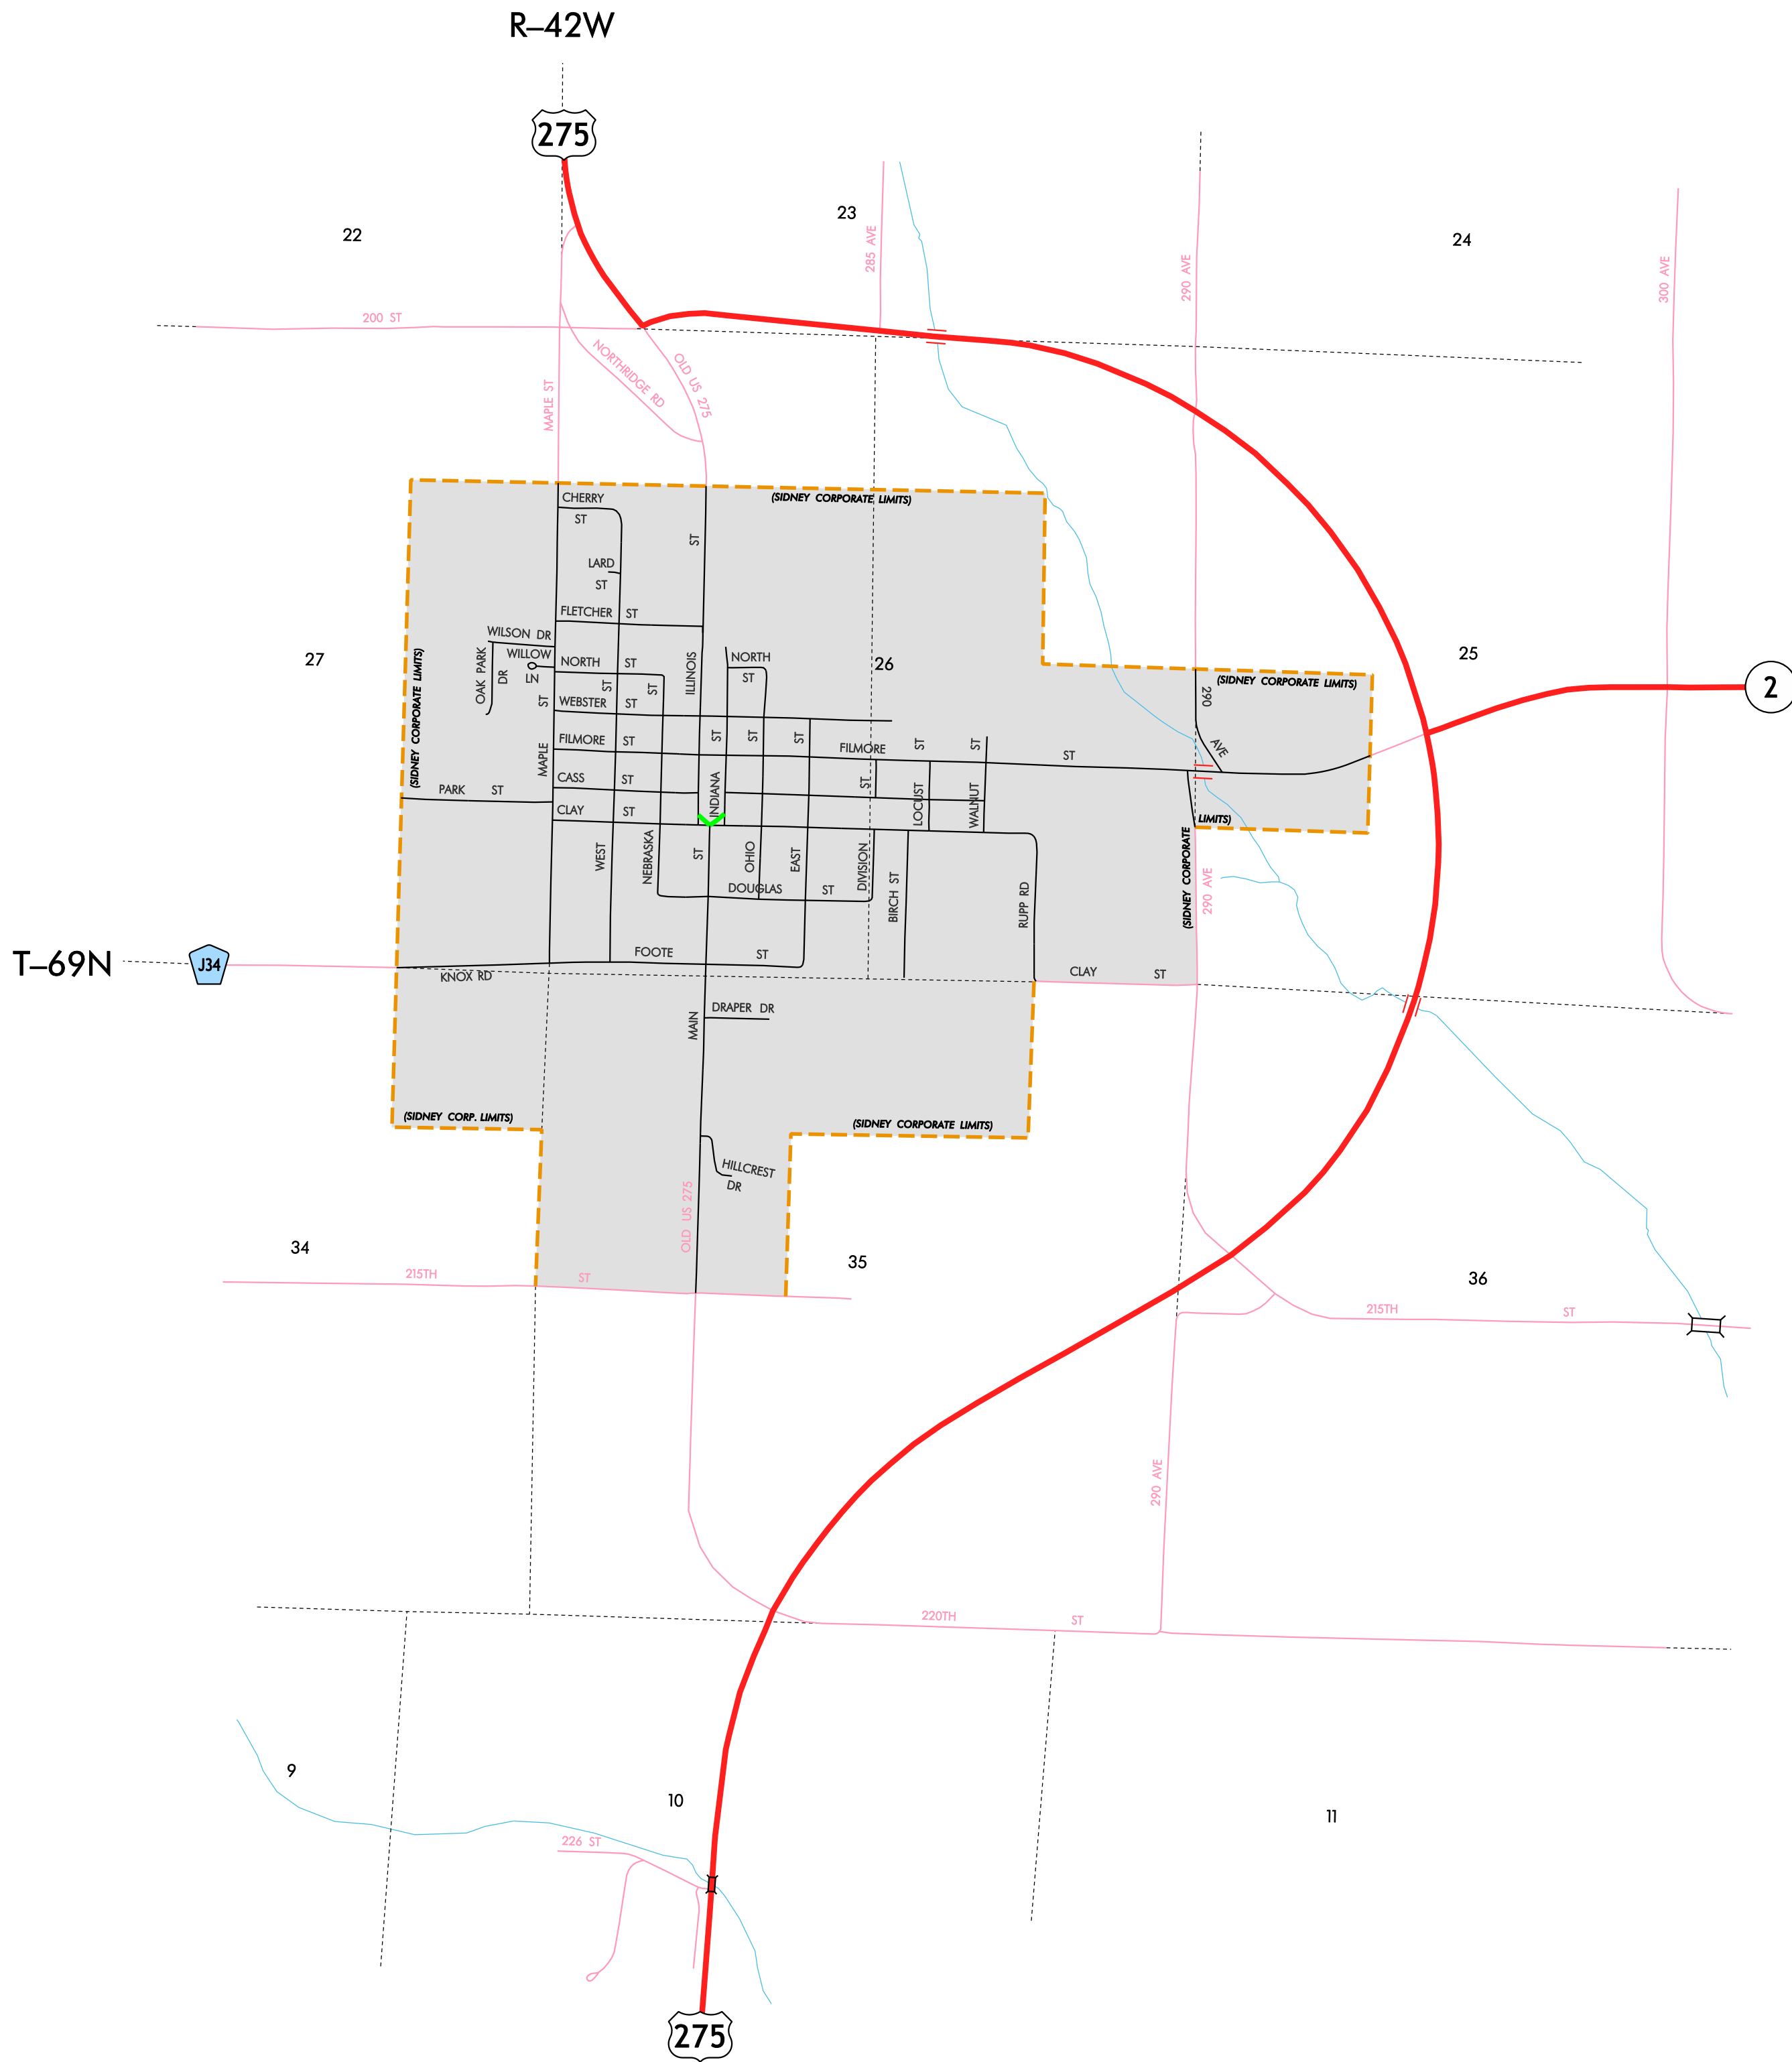 R–42W
275
22
23
24
285 AVE
290 AVE
300 AVE
200 ST
NORTHRIDGE RD
OLD US 275
MAPLE ST
(SIDNEY CORPORATE LIMITS)
CHERRY
ST
ST
LARD
ST
FLETCHER ST
WILSON DR
WILLOW
LN
OAK PARK
DR
NORTH ST
NORTH
ST
27
26
25
(SIDNEY CORPORATE LIMITS)
(SIDNEY CORPORATE LIMITS)
290
AVE
2
ILLINOIS
ST
ST
ST
WEBSTER ST
MAPLE
FILMORE ST
FILMORE
ST
ST
ST
ST
ST
ST
CASS ST
INDIANA
ST
LOCUST
WALNUT
PARK ST
CLAY ST
LIMITS)
(SIDNEY CORPORATE
WEST
NEBRASKA
ST
OHIO
EAST
DIVISION
BIRCH ST
RUPP RD
290 AVE
DOUGLAS ST
T–69N
J34
FOOTE ST
KNOX RD
CLAY ST
DRAPER DR
MAIN
(SIDNEY CORP. LIMITS)
(SIDNEY CORPORATE LIMITS)
HILLCREST
DR
OLD US 275
34
35
36
215TH ST
215TH ST
290 AVE
220TH ST
9
10
11
226 ST
275